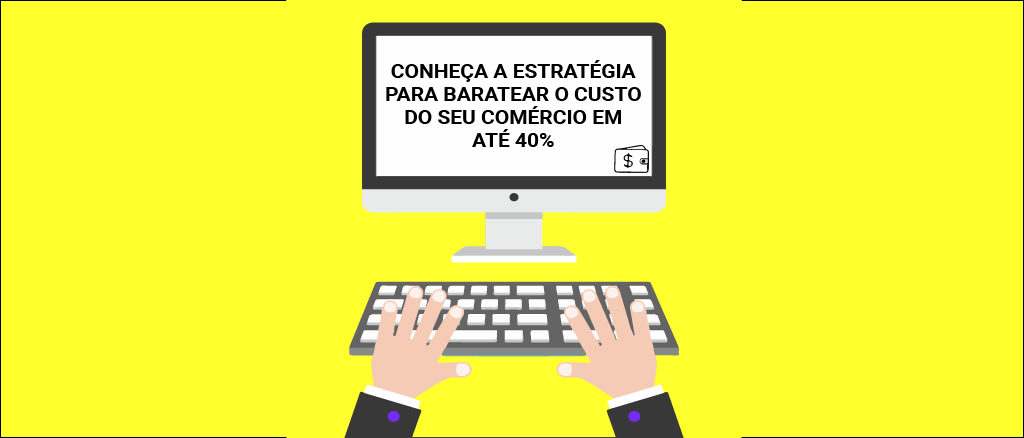 CONHEÇA A ESTRATÉGIA
PARA BARATEAR O CUSTO
DO SEU COMÉRCIO EM
ATÉ 40%
$